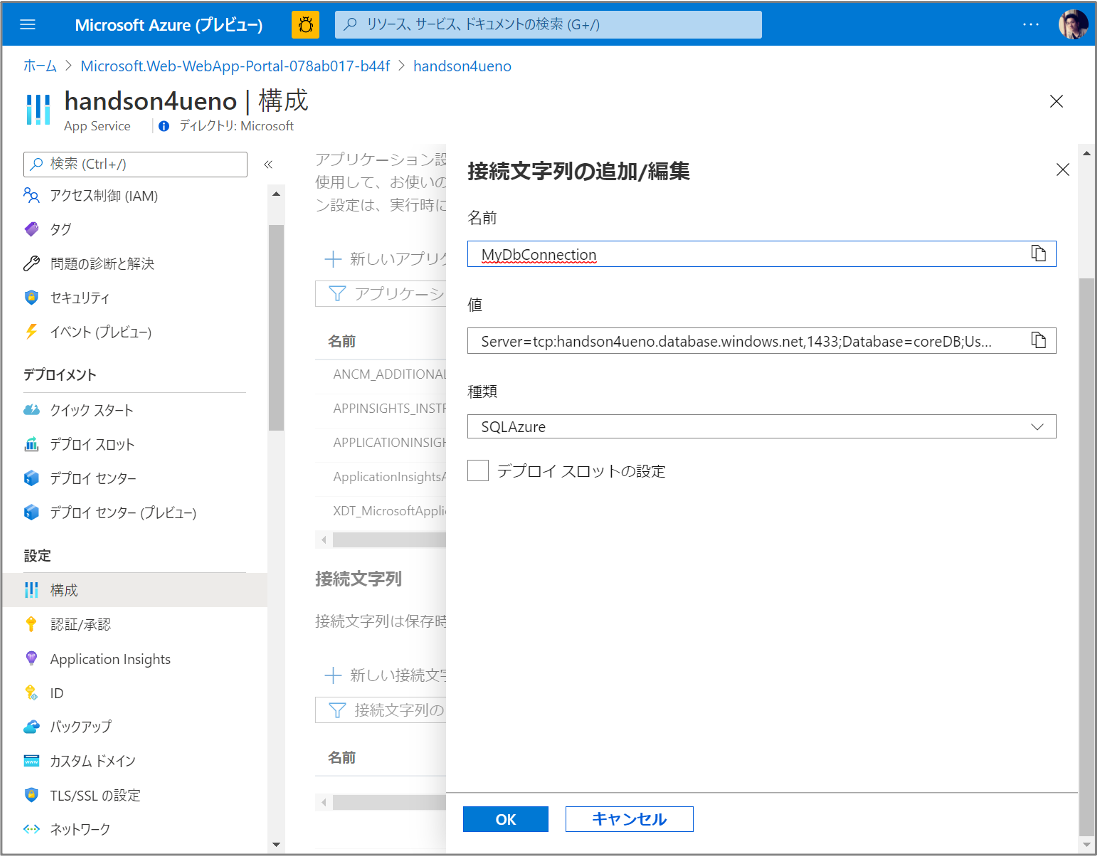 Microsoft Azure (プレビュー)
リソース、サービス、ドキュメントの検索 (G+/)
ホーム > Microsoft.Web-WebApp-Portal-078ab017-b44f > handson4ueno
handson4ueno | 構成
App Service
ディレクトリ: Microsoft
検索 (Ctrl+/)
アクセス制御 (IAM)
タグ
問題の診断と解決
セキュリティ
イベント (プレビュー)
デプロイメント
クイック スタート
デプロイ スロット
デプロイ センター
デプロイ センター (プレビュー)
設定
構成
認証/承認
Application Insights
ID
バックアップ
カスタム ドメイン
TLS/SSL の設定
ネットワーク
アプリケーション設
使用して、お使いの
ン設定は、実行時に
新しいアプリケ
アプリケーシ
名前
ANCM_ADDITIONAL
APPINSIGHTS_INSTR
APPLICATIONINSIGH
ApplicationInsightsA
XDT_MicrosoftApplic
接続文字列
接続文字列は保存時
新しい接続文字
接続文字列の
名前
接続文字列の追加/編集
名前
MyDbConnection
値
Server=tcp:handson4ueno.database.windows.net,1433;Database=coreDB;Us...
種類
SQLAzure
デプロイ スロットの設定
OK
キャンセル